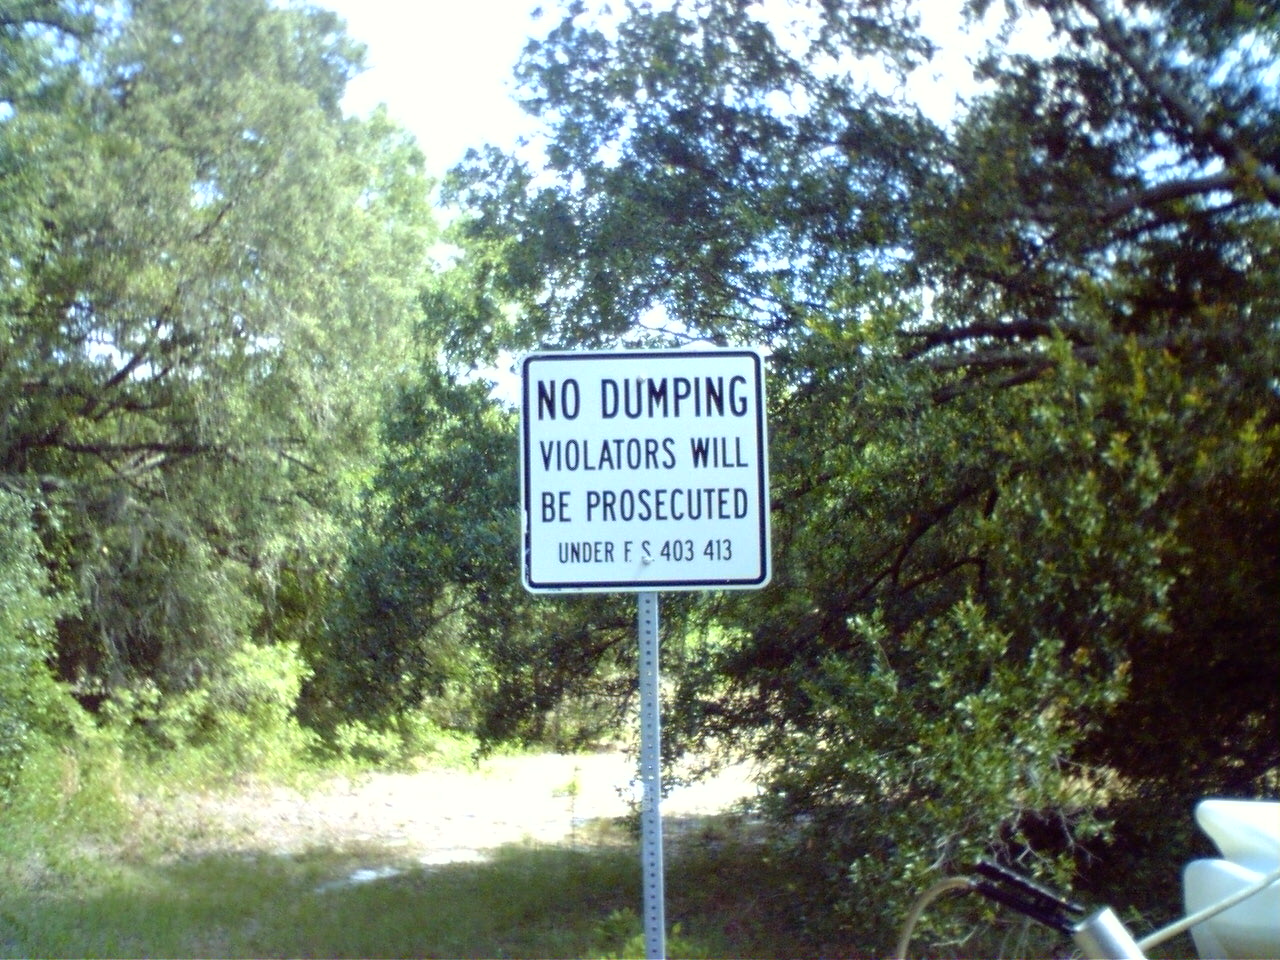 NO DUMPING
VIOLATORS WILL
BE PROSECUTED
UNDER F. S. 403 413